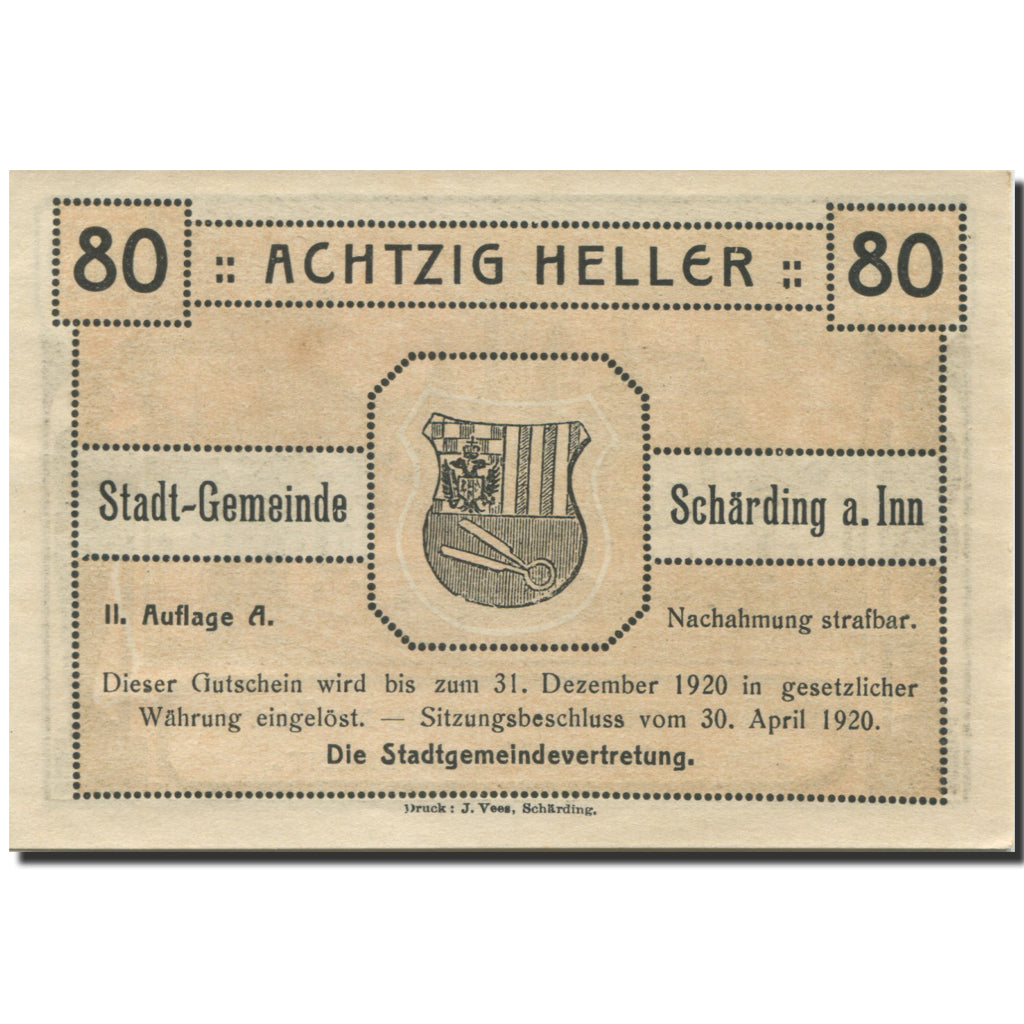 80 :: ACHTZIG HELLER :: 80
Stadt-Gemeinde Schärding a. Inn
II. Auflage A. Nachahmung strafbar.
Dieser Gutschein wird bis zum 31. Dezember 1920 in gesetzlicher
Währung eingelöst. — Sitzungsbeschluss vom 30. April 1920.
Die Stadtgemeindevertretung.
Druck: J. Vees, Schärding.